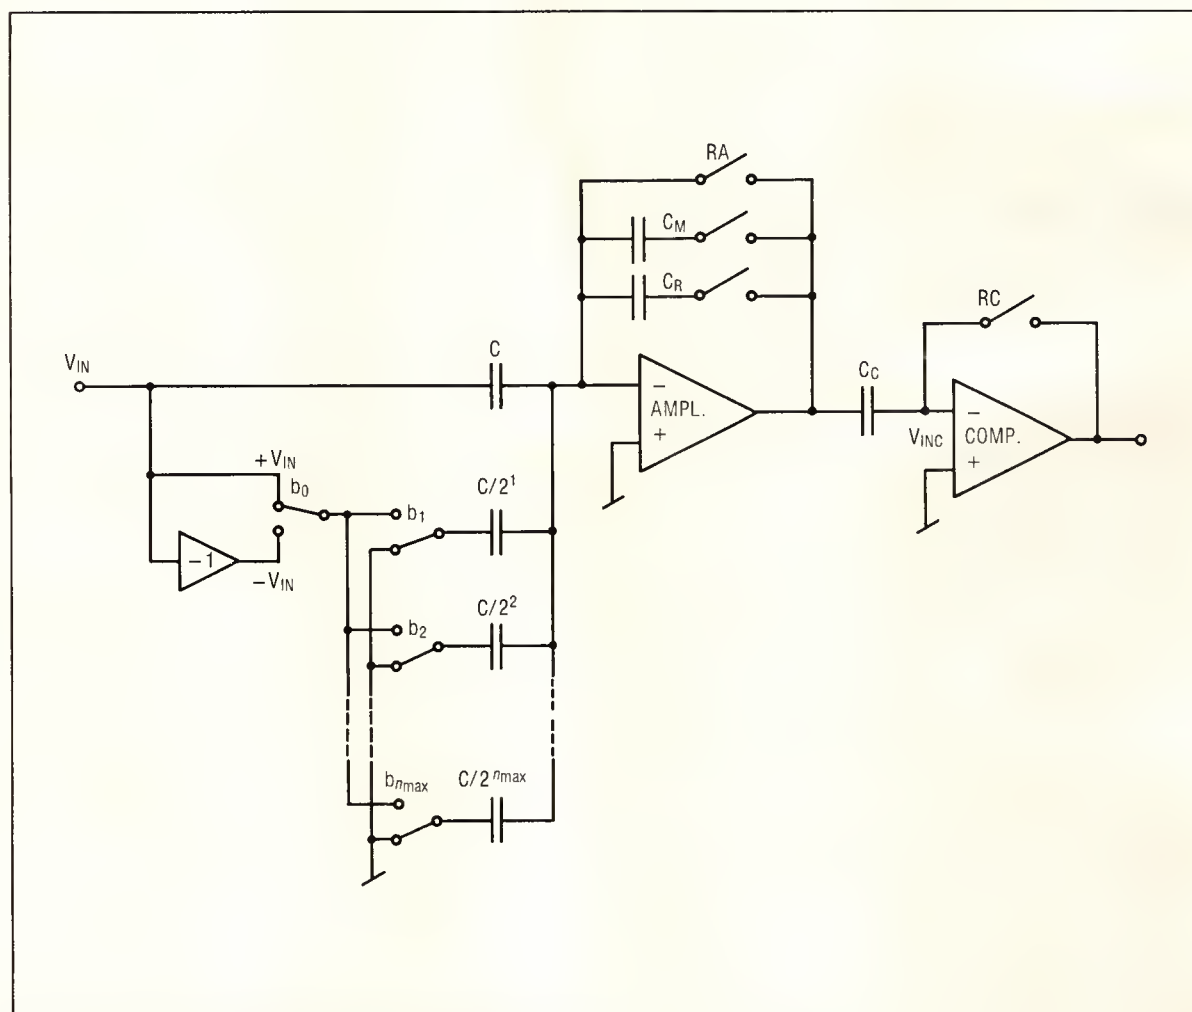 RA
C_M
C_R
RC
V_IN
C
C_C
− AMPL. +
V_INC
− COMP. +
+V_IN
b_0
C/2^1
b_1
−1
−V_IN
C/2^2
b_2
b_nmax
C/2^nmax